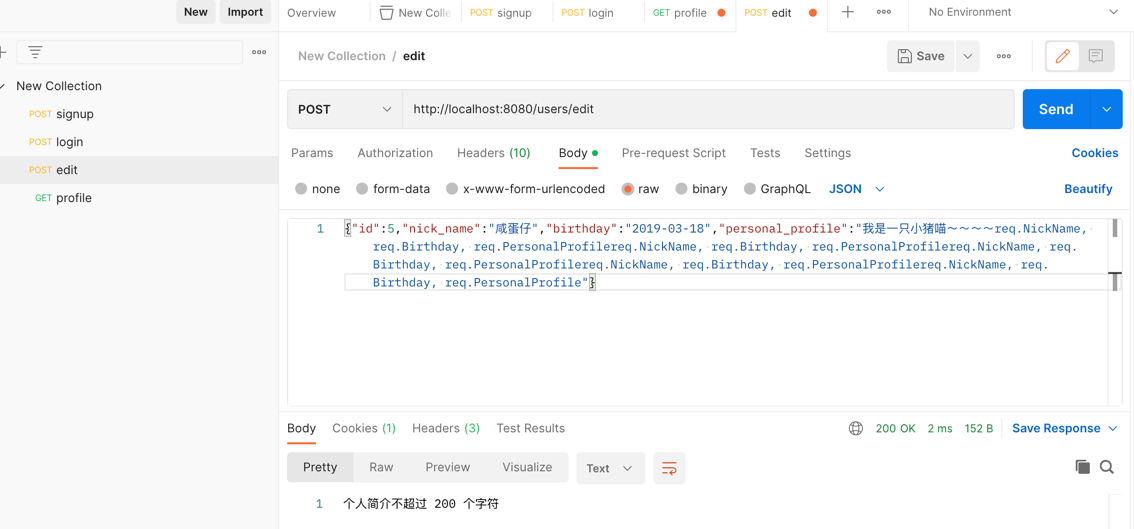 New Import Overview New Colle POST signup POST login GET profile POST edit No Environment
New Collection / edit Save
New Collection
POST signup
POST login
POST edit
GET profile
POST http://localhost:8080/users/edit Send
Params Authorization Headers (10) Body Pre-request Script Tests Settings Cookies
none form-data x-www-form-urlencoded raw binary GraphQL JSON Beautify
1 {"id":5,"nick_name":"咸蛋仔","birthday":"2019-03-18","personal_profile":"我是一只小猪喵～～～～req.NickName,
req.Birthday, req.PersonalProfilereq.NickName, req.Birthday, req.PersonalProfilereq.NickName, req.
Birthday, req.PersonalProfilereq.NickName, req.Birthday, req.PersonalProfilereq.NickName, req.
Birthday, req.PersonalProfile"}
Body Cookies (1) Headers (3) Test Results 200 OK 2 ms 152 B Save Response
Pretty Raw Preview Visualize Text
1 个人简介不超过 200 个字符